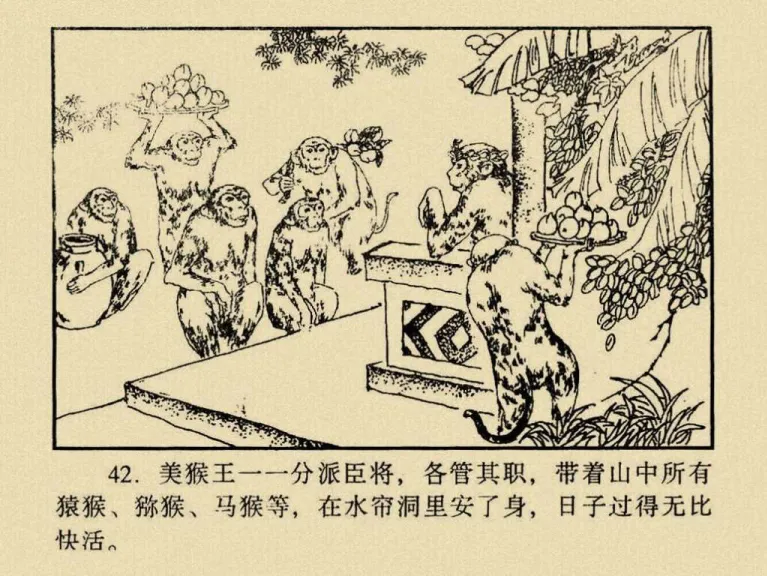 42. 美猴王一一分派臣将，各管其职，带着山中所有
猿猴、猕猴、马猴等，在水帘洞里安了身，日子过得无比
快活。